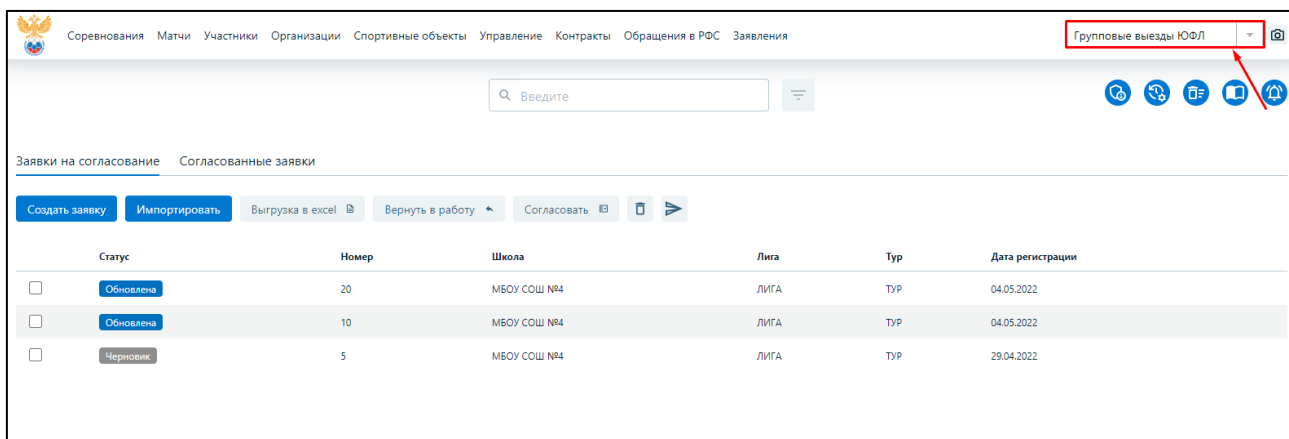 Соревнования Матчи Участники Организации Спортивные объекты Управление Контракты Обращения в РФС Заявления Групповые выезды ЮФЛ
Введите
Заявки на согласование Согласованные заявки
Создать заявку Импортировать Выгрузка в excel Вернуть в работу Согласовать
Статус Номер Школа Лига Тур Дата регистрации
Обновлена 20 МБОУ СОШ №4 ЛИГА ТУР 04.05.2022
Обновлена 10 МБОУ СОШ №4 ЛИГА ТУР 04.05.2022
Черновик 5 МБОУ СОШ №4 ЛИГА ТУР 29.04.2022